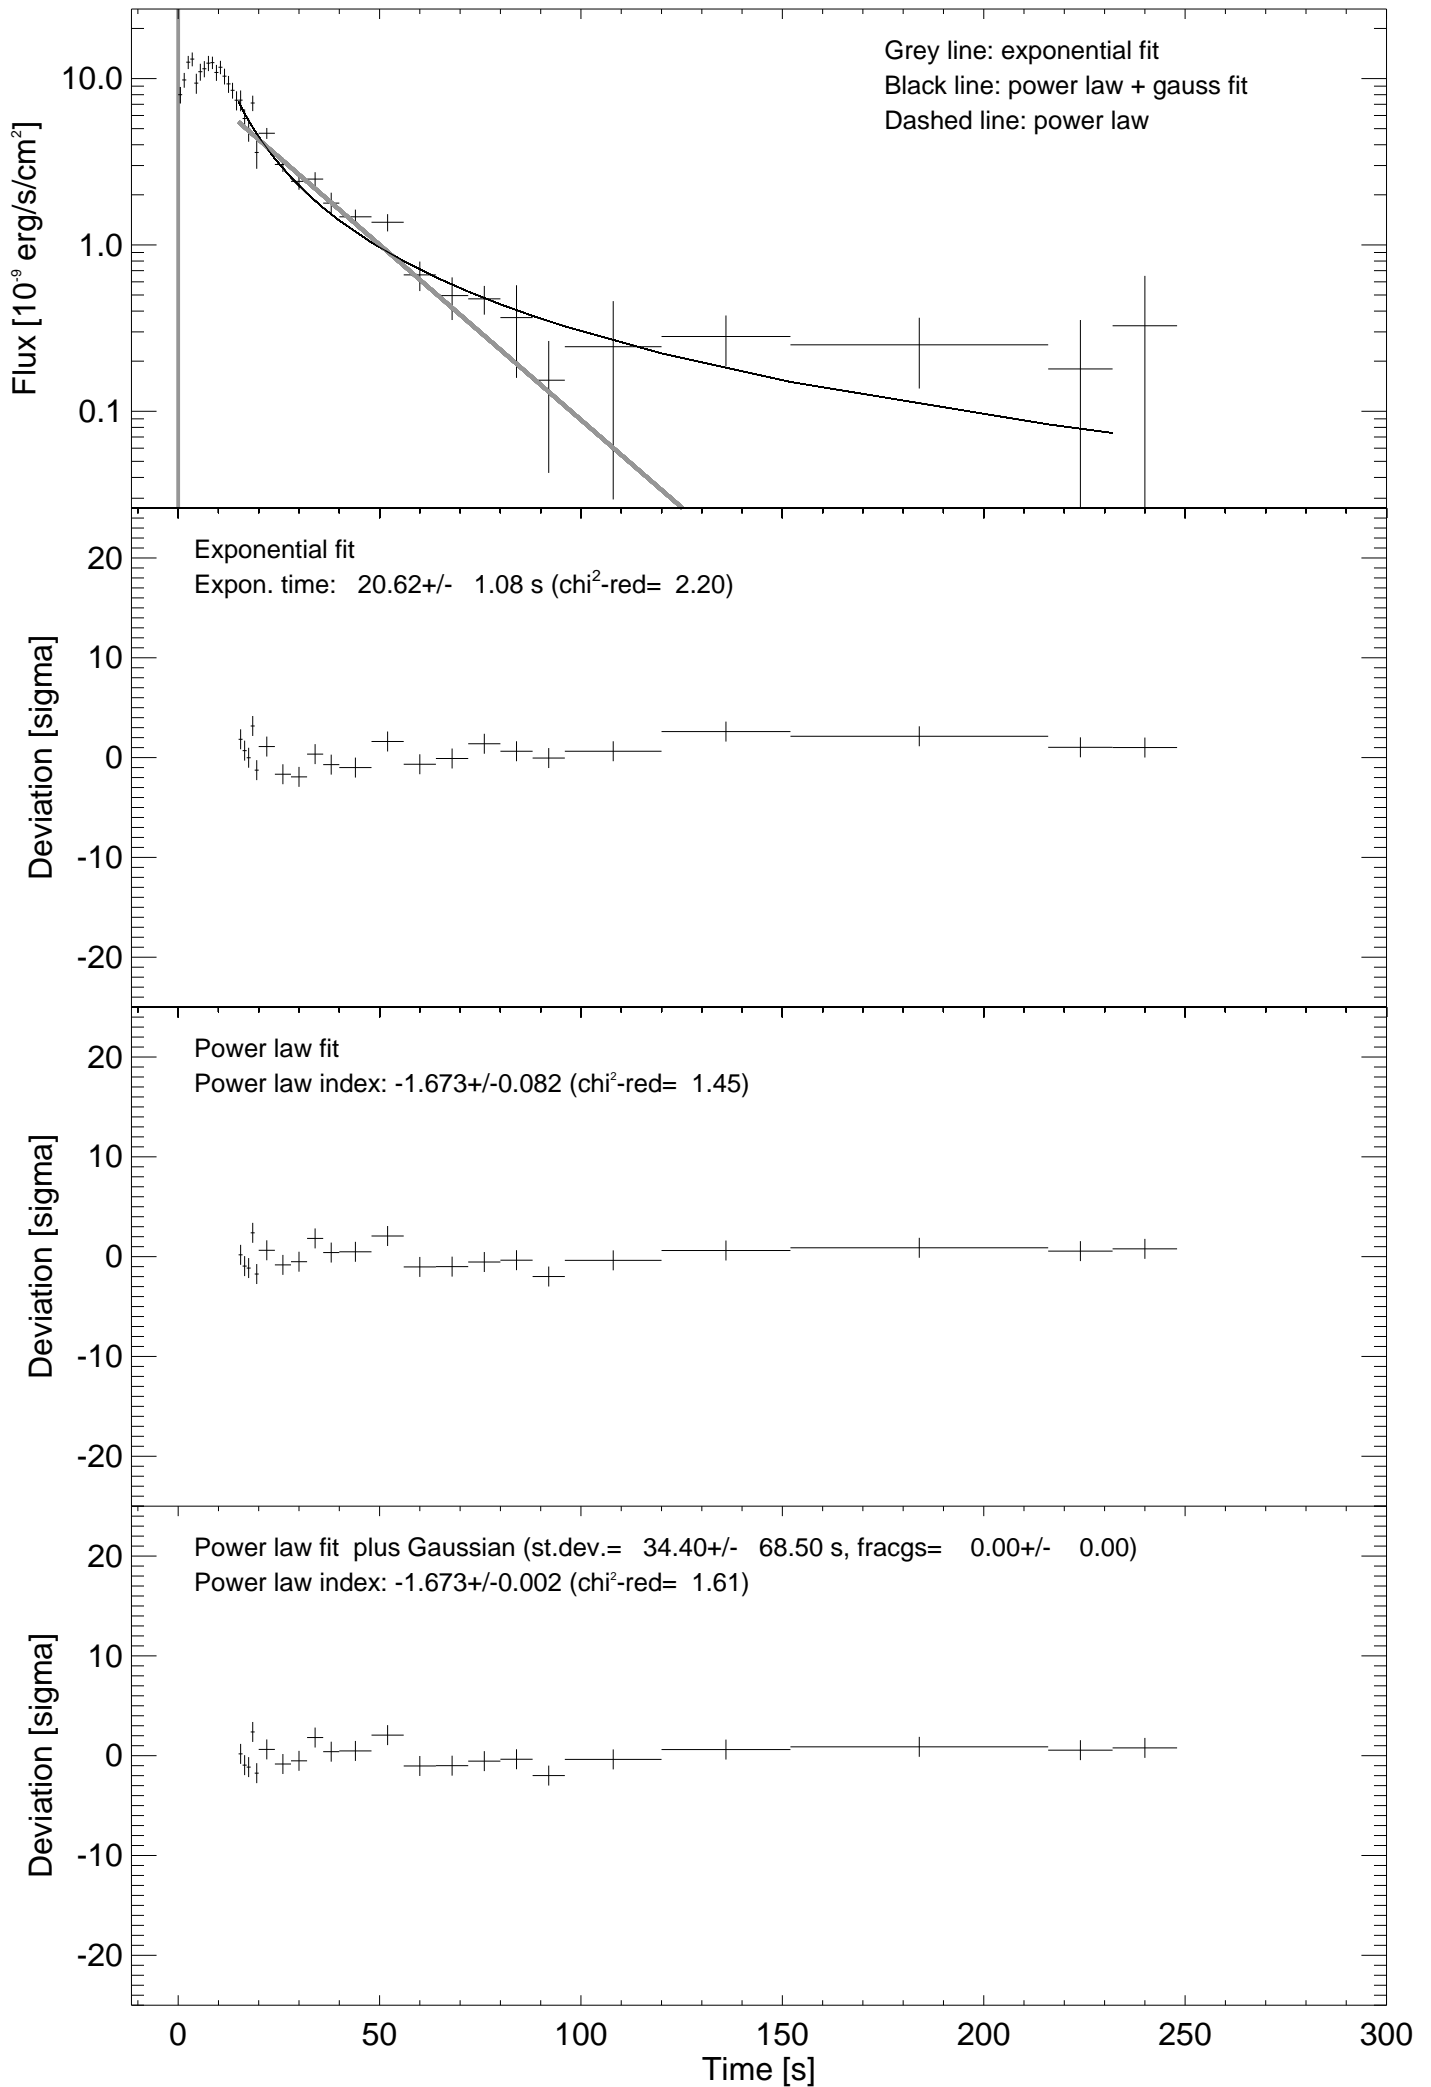 Grey line: exponential fit
Black line: power law + gauss fit
Dashed line: power law
10.0
1.0
0.1
Flux [10⁻⁹ erg/s/cm²]
Exponential fit
Expon. time: 20.62+/- 1.08 s (chi²-red= 2.20)
20
10
0
-10
-20
Deviation [sigma]
Power law fit
Power law index: -1.673+/-0.082 (chi²-red= 1.45)
20
10
0
-10
-20
Deviation [sigma]
Power law fit plus Gaussian (st.dev.= 34.40+/- 68.50 s, fracgs= 0.00+/- 0.00)
Power law index: -1.673+/-0.002 (chi²-red= 1.61)
20
10
0
-10
-20
Deviation [sigma]
0 50 100 150 200 250 300
Time [s]